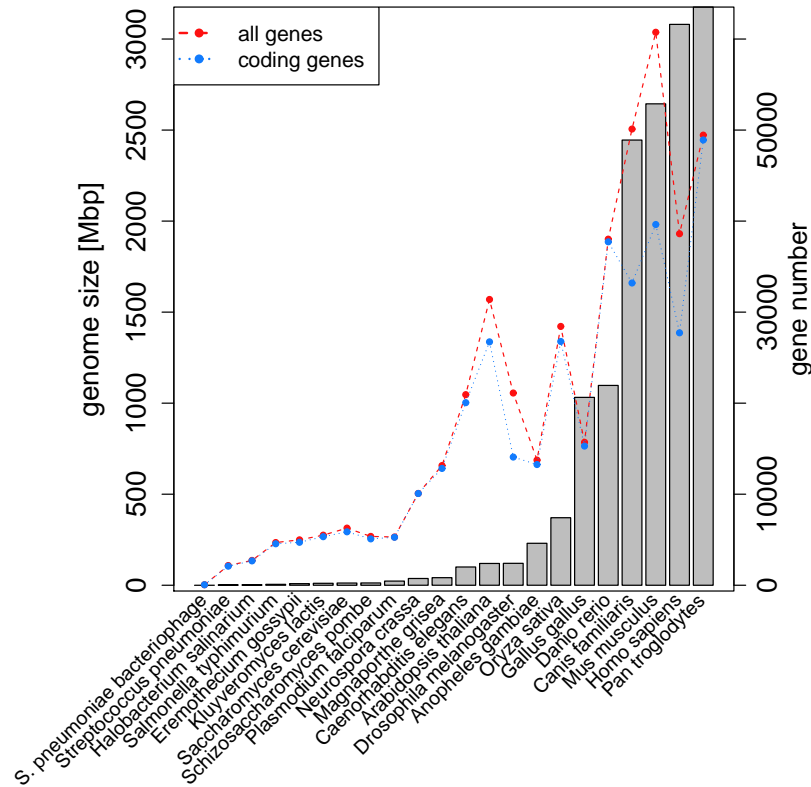 all genes
coding genes
genome size [Mbp]
3000
2500
2000
1500
1000
500
0
gene number
50000
30000
10000
0
S. pneumoniae bacteriophage
Streptococcus pneumoniae
Halobacterium salinarium
Salmonella typhimurium
Eremothecium gossypii
Kluyveromyces lactis
Saccharomyces cerevisiae
Schizosaccharomyces pombe
Plasmodium falciparum
Neurospora crassa
Magnaporthe grisea
Caenorhabditis elegans
Arabidopsis thaliana
Drosophila melanogaster
Anopheles gambiae
Oryza sativa
Gallus gallus
Danio rerio
Canis familiaris
Mus musculus
Homo sapiens
Pan troglodytes